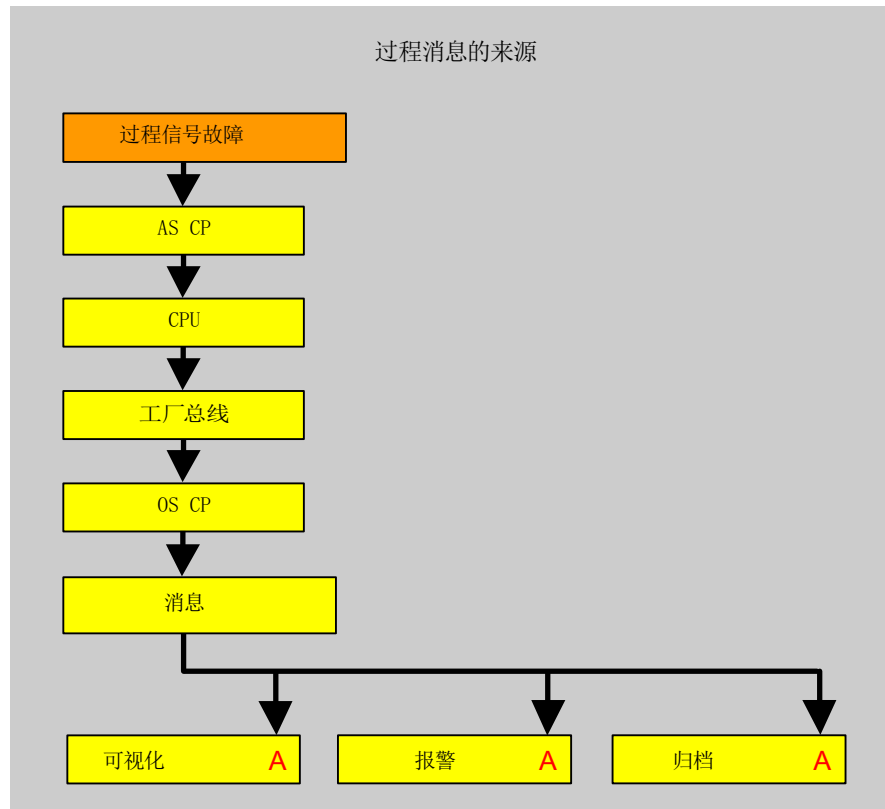 过程消息的来源
过程信号故障
AS CP
CPU
工厂总线
OS CP
消息
可视化 A
报警 A
归档 A